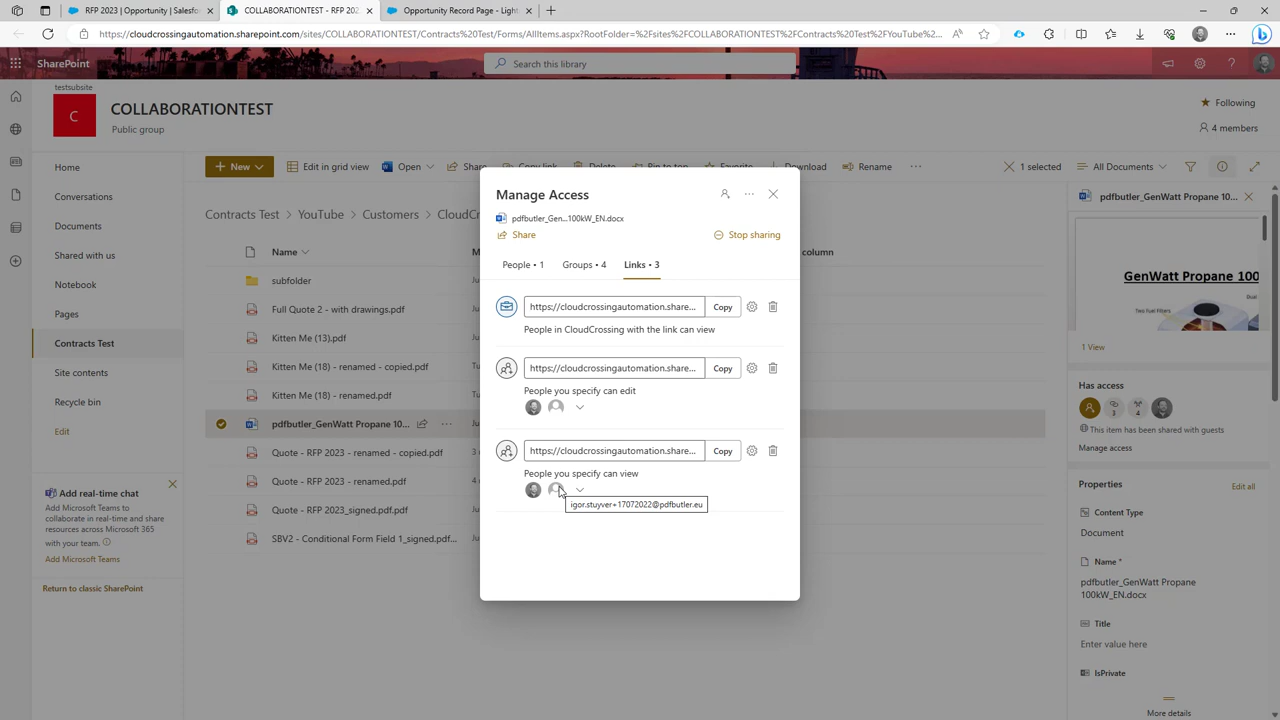 RFP 2023 | Opportunity | Salesfo
COLLABORATIONTEST - RFP 202
Opportunity Record Page - Light
https://cloudcrossingautomation.sharepoint.com/sites/COLLABORATIONTEST/Contracts%20Test/Forms/AllItems.aspx?RootFolder=%2Fsites%2FCOLLABORATIONTEST%2FContracts%20Test%2FYouTube%2...
SharePoint
Search this library
testsubsite
C
COLLABORATIONTEST
Public group
Following
4 members
Home
Conversations
Documents
Shared with us
Notebook
Pages
Contracts Test
Site contents
Recycle bin
Edit
Add real-time chat
Add Microsoft Teams to
collaborate in real-time and share
resources across Microsoft 365
with your team.
Add Microsoft Teams
Return to classic SharePoint
New
Edit in grid view
Open
Share
Copy link
Delete
Pin to top
Favorite
Download
Rename
...
1 selected
All Documents
Contracts Test > YouTube > Customers > CloudC
Name
M
column
subfolder
Full Quote 2 - with drawings.pdf
Kitten Me (13).pdf
Kitten Me (18) - renamed - copied.pdf
Kitten Me (18) - renamed.pdf
pdfbutler_GenWatt Propane 10...
Quote - RFP 2023 - renamed - copied.pdf
Quote - RFP 2023 - renamed.pdf
Quote - RFP 2023_signed.pdf.pdf
SBV2 - Conditional Form Field 1_signed.pdf...
Manage Access
pdfbutler_Gen...100kW_EN.docx
Share
Stop sharing
People • 1
Groups • 4
Links • 3
https://cloudcrossingautomation.share...
Copy
People in CloudCrossing with the link can view
https://cloudcrossingautomation.share...
Copy
People you specify can edit
https://cloudcrossingautomation.share...
Copy
People you specify can view
igor.stuyver+17072022@pdfbutler.eu
pdfbutler_GenWatt Propane 10...
GenWatt Propane 100
Dual
Two Fuel Options
1 View
Has access
3
4
This item has been shared with guests
Manage access
Properties
Edit all
Content Type
Document
Name *
pdfbutler_GenWatt Propane
100kW_EN.docx
Title
Enter value here
IsPrivate
More details